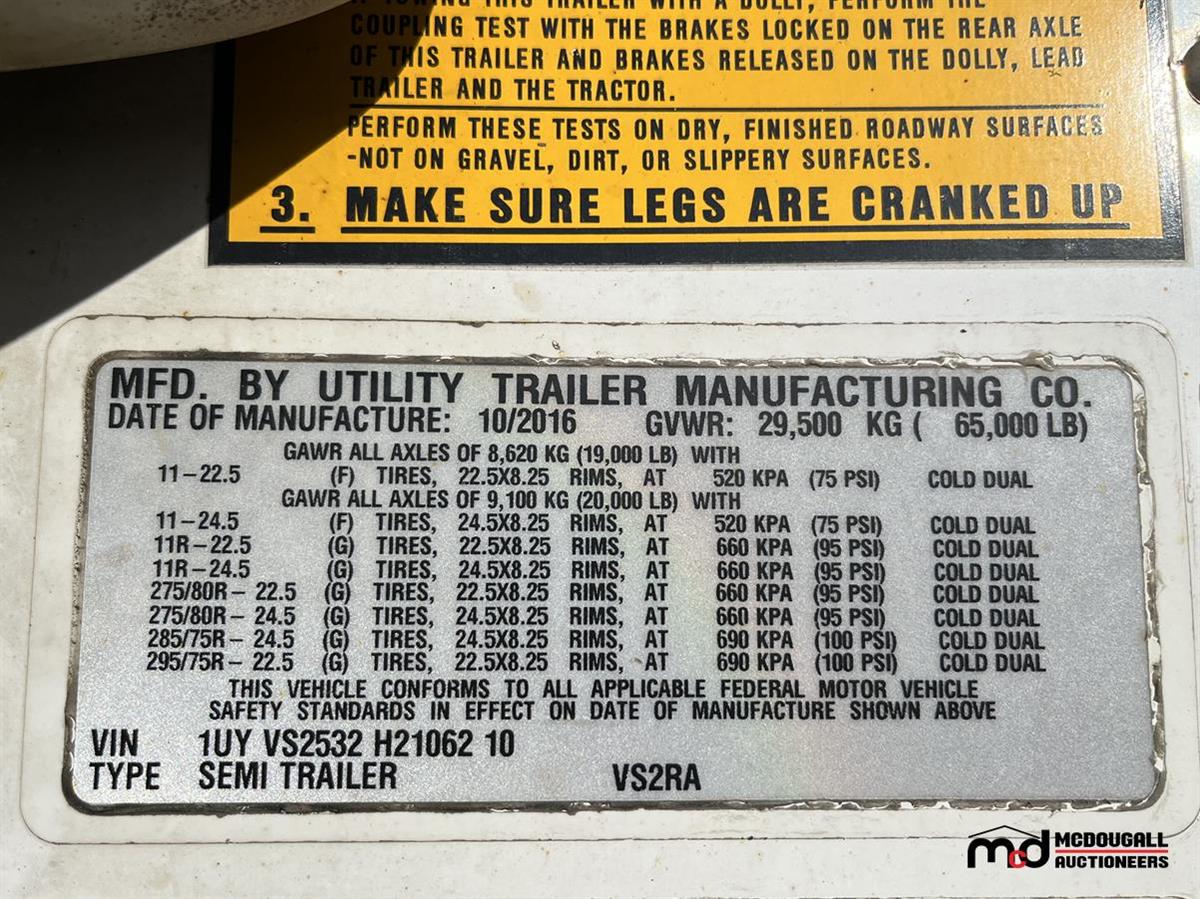 IF TOWING THIS TRAILER WITH A DOLLY, PERFORM THE
COUPLING TEST WITH THE BRAKES LOCKED ON THE REAR AXLE
OF THIS TRAILER AND BRAKES RELEASED ON THE DOLLY, LEAD
TRAILER AND THE TRACTOR.
PERFORM THESE TESTS ON DRY, FINISHED ROADWAY SURFACES
-NOT ON GRAVEL, DIRT, OR SLIPPERY SURFACES.
3. MAKE SURE LEGS ARE CRANKED UP
MFD. BY UTILITY TRAILER MANUFACTURING CO.
DATE OF MANUFACTURE: 10/2016 GVWR: 29,500 KG ( 65,000 LB)
GAWR ALL AXLES OF 8,620 KG (19,000 LB) WITH
11-22.5 (F) TIRES, 22.5X8.25 RIMS, AT 520 KPA (75 PSI) COLD DUAL
GAWR ALL AXLES OF 9,100 KG (20,000 LB) WITH
11-24.5 (F) TIRES, 24.5X8.25 RIMS, AT 520 KPA (75 PSI) COLD DUAL
11R-22.5 (G) TIRES, 22.5X8.25 RIMS, AT 660 KPA (95 PSI) COLD DUAL
11R-24.5 (G) TIRES, 24.5X8.25 RIMS, AT 660 KPA (95 PSI) COLD DUAL
275/80R- 22.5 (G) TIRES, 22.5X8.25 RIMS, AT 660 KPA (95 PSI) COLD DUAL
275/80R- 24.5 (G) TIRES, 24.5X8.25 RIMS, AT 660 KPA (95 PSI) COLD DUAL
285/75R- 24.5 (G) TIRES, 24.5X8.25 RIMS, AT 690 KPA (100 PSI) COLD DUAL
295/75R- 22.5 (G) TIRES, 22.5X8.25 RIMS, AT 690 KPA (100 PSI) COLD DUAL
THIS VEHICLE CONFORMS TO ALL APPLICABLE FEDERAL MOTOR VEHICLE
SAFETY STANDARDS IN EFFECT ON DATE OF MANUFACTURE SHOWN ABOVE
VIN 1UY VS2532 H21062 10
TYPE SEMI TRAILER VS2RA
mcd MCDOUGALL
AUCTIONEERS